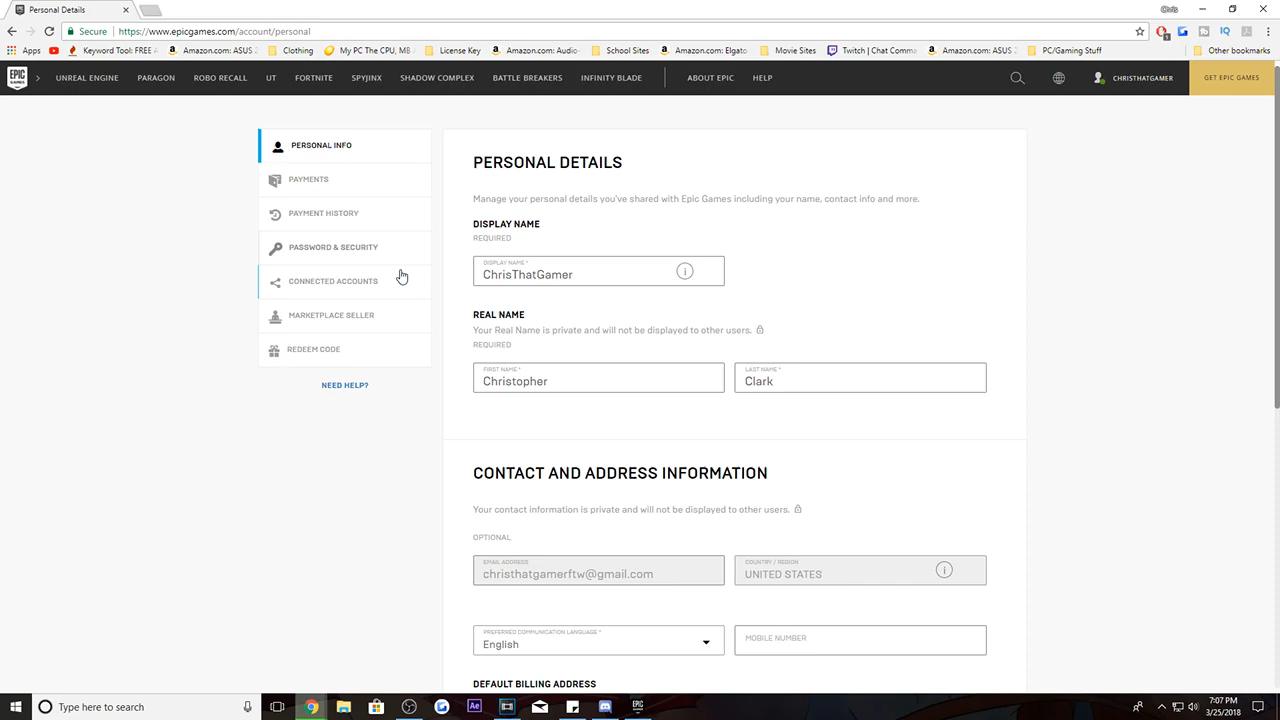 Personal Details
Chris
Secure | https://www.epicgames.com/account/personal
Apps
Keyword Tool: FREE A
Amazon.com: ASUS 2
Clothing
My PC The CPU, MB
License Key
Amazon.com: Audio-
School Sites
Amazon.com: Elgato
Movie Sites
Twitch | Chat Comma
Amazon.com: ASUS 2
PC/Gaming Stuff
Other bookmarks
EPIC GAMES
UNREAL ENGINE
PARAGON
ROBO RECALL
UT
FORTNITE
SPYJINX
SHADOW COMPLEX
BATTLE BREAKERS
INFINITY BLADE
ABOUT EPIC
HELP
CHRISTHATGAMER
GET EPIC GAMES
PERSONAL INFO
PAYMENTS
PAYMENT HISTORY
PASSWORD & SECURITY
CONNECTED ACCOUNTS
MARKETPLACE SELLER
REDEEM CODE
NEED HELP?
PERSONAL DETAILS
Manage your personal details you've shared with Epic Games including your name, contact info and more.
DISPLAY NAME
REQUIRED
DISPLAY NAME *
ChrisThatGamer
REAL NAME
Your Real Name is private and will not be displayed to other users.
REQUIRED
FIRST NAME *
Christopher
LAST NAME *
Clark
CONTACT AND ADDRESS INFORMATION
Your contact information is private and will not be displayed to other users.
OPTIONAL
EMAIL ADDRESS
christhatgamerftw@gmail.com
COUNTRY / REGION
UNITED STATES
PREFERRED COMMUNICATION LANGUAGE *
English
MOBILE NUMBER
DEFAULT BILLING ADDRESS
Type here to search
Ae
7:07 PM
3/25/2018